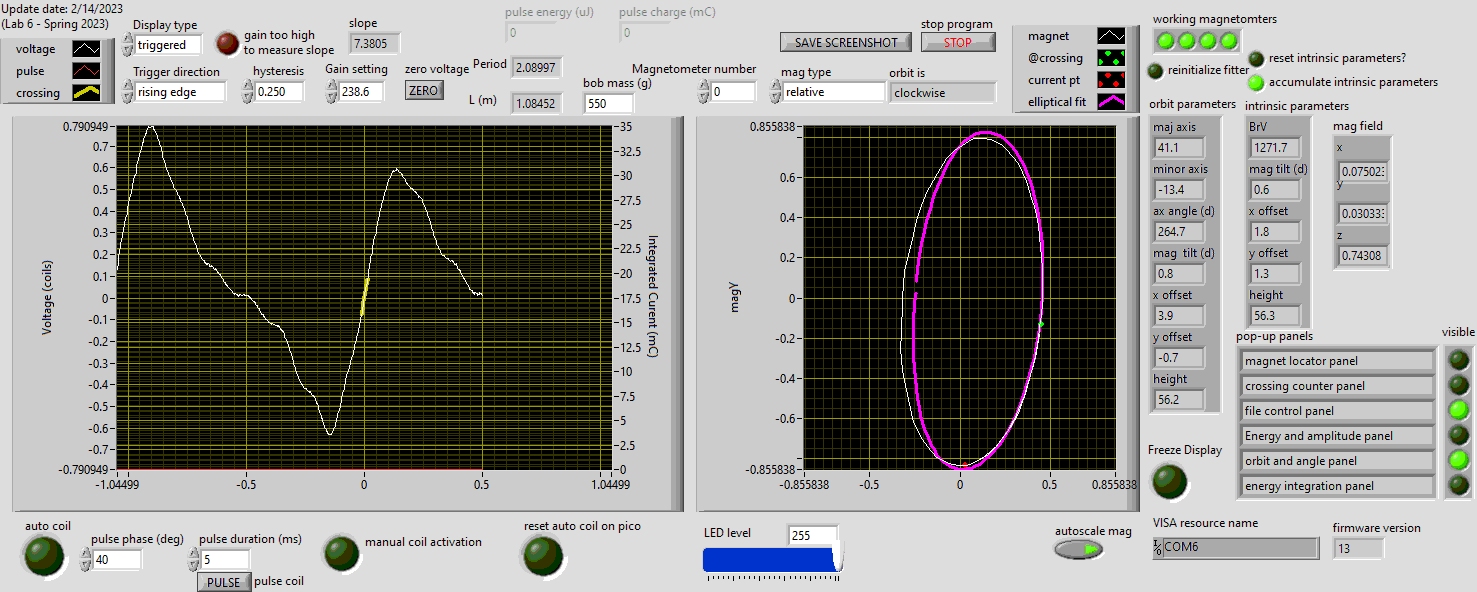 Update date: 2/14/2023
(Lab 6 - Spring 2023)
voltage
pulse
crossing
Display type
triggered
gain too high
to measure slope
slope
7.3805
Trigger direction
rising edge
hysteresis
0.250
Gain setting
238.6
zero voltage
ZERO
pulse energy (uJ)
0
pulse charge (mC)
0
Period
2.08997
L (m)
1.08452
bob mass (g)
550
Magnetometer number
0
mag type
relative
orbit is
clockwise
SAVE SCREENSHOT
stop program
STOP
magnet
@crossing
current pt
elliptical fit
working magnetomters
reinitialize fitter
reset intrinsic parameters?
accumulate intrinsic parameters
Voltage (coils)
0.790949
0.7
0.6
0.5
0.4
0.3
0.2
0.1
0
-0.1
-0.2
-0.3
-0.4
-0.5
-0.6
-0.7
-0.790949
-1.04499
-0.5
0
0.5
1.04499
35
32.5
30
27.5
25
22.5
20
17.5
15
12.5
10
7.5
5
2.5
0
Integrated Curent (mC)
magY
0.855838
0.6
0.4
0.2
0
-0.2
-0.4
-0.6
-0.855838
-0.855838
-0.5
0
0.5
0.855838
orbit parameters
maj axis
41.1
minor axis
-13.4
ax angle (d)
264.7
mag tilt (d)
0.8
x offset
3.9
y offset
-0.7
height
56.2
intrinsic parameters
BrV
1271.7
mag tilt (d)
0.6
x offset
1.8
y offset
1.3
height
56.3
mag field
x
y
z
0.74308
pop-up panels
visible
magnet locator panel
crossing counter panel
file control panel
Energy and amplitude panel
orbit and angle panel
energy integration panel
Freeze Display
auto coil
pulse phase (deg)
40
pulse duration (ms)
5
PULSE
pulse coil
manual coil activation
reset auto coil on pico
LED level
255
autoscale mag
VISA resource name
COM6
firmware version
13